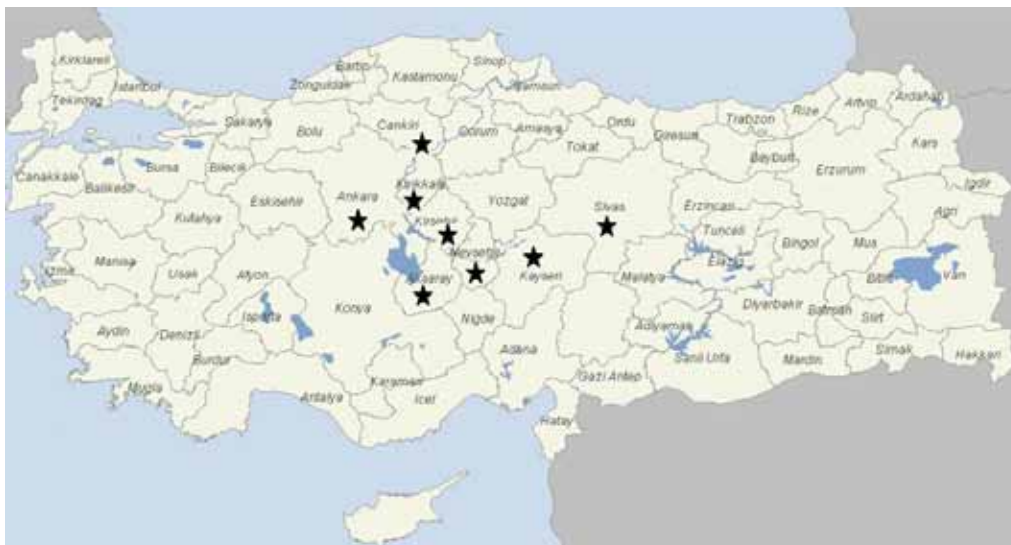 Kirklareli
Tekirdag
Istanbul
Zonguldak
Bartin
Kastamonu
Sinop
Samsun
Sakarya
Bolu
Cankiri
Corum
Amasya
Ordu
Giresun
Trabzon
Rize
Artvin
Ardahan
Kars
Canakkale
Balikesir
Bursa
Bilecik
Tokat
Bayburt
Erzurum
Igdir
Kutahya
Eskisehir
Ankara
Kirikkale
Yozgat
Sivas
Erzincan
Agri
Kirsehir
Tunceli
Bingol
Mus
Izmir
Manisa
Usak
Afyon
Nevsehir
Kayseri
Malatya
Elazig
Bitlis
Van
Aksaray
Konya
Isparta
Nigde
Diyarbakir
Batman
Siirt
Aydin
Denizli
Burdur
Adiyaman
Sanli Urfa
Mardin
Sirnak
Hakkari
Mugla
Antalya
Karaman
Icel
Adana
Gazi Antep
Hatay